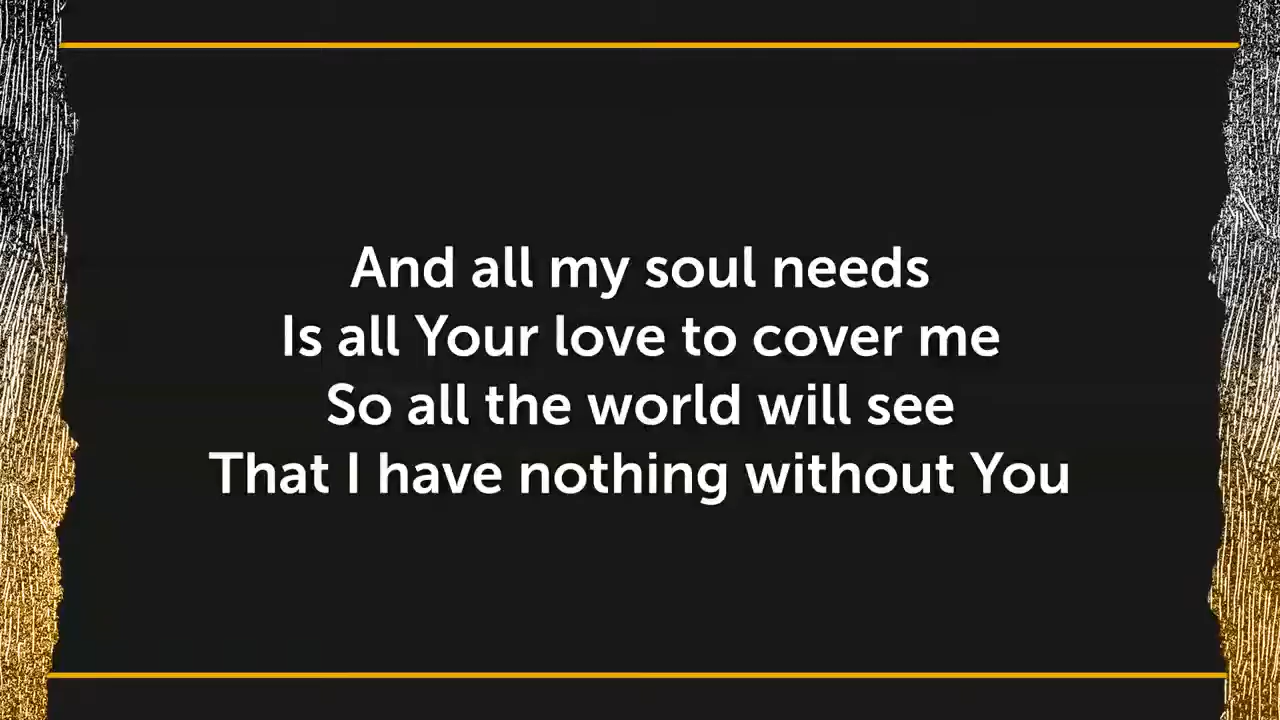 And all my soul needs
Is all Your love to cover me
So all the world will see
That I have nothing without You